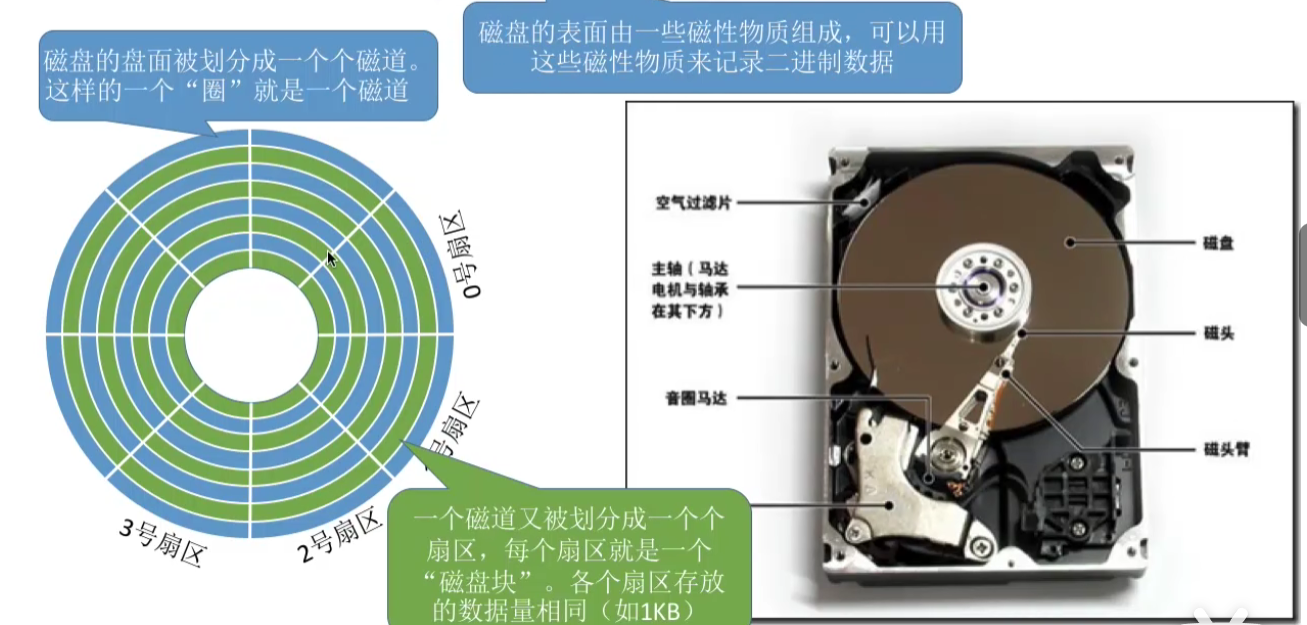 磁盘的表面由一些磁性物质组成，可以用
这些磁性物质来记录二进制数据
磁盘的盘面被划分成一个个磁道。
这样的一个“圈”就是一个磁道
0号扇区
号扇区
2号扇区
3号扇区
一个磁道又被划分成一个个
扇区，每个扇区就是一个
“磁盘块”。各个扇区存放
的数据量相同（如1KB）
空气过滤片
主轴（马达
电机与轴承
在其下方）
音圈马达
磁盘
磁头
磁头臂